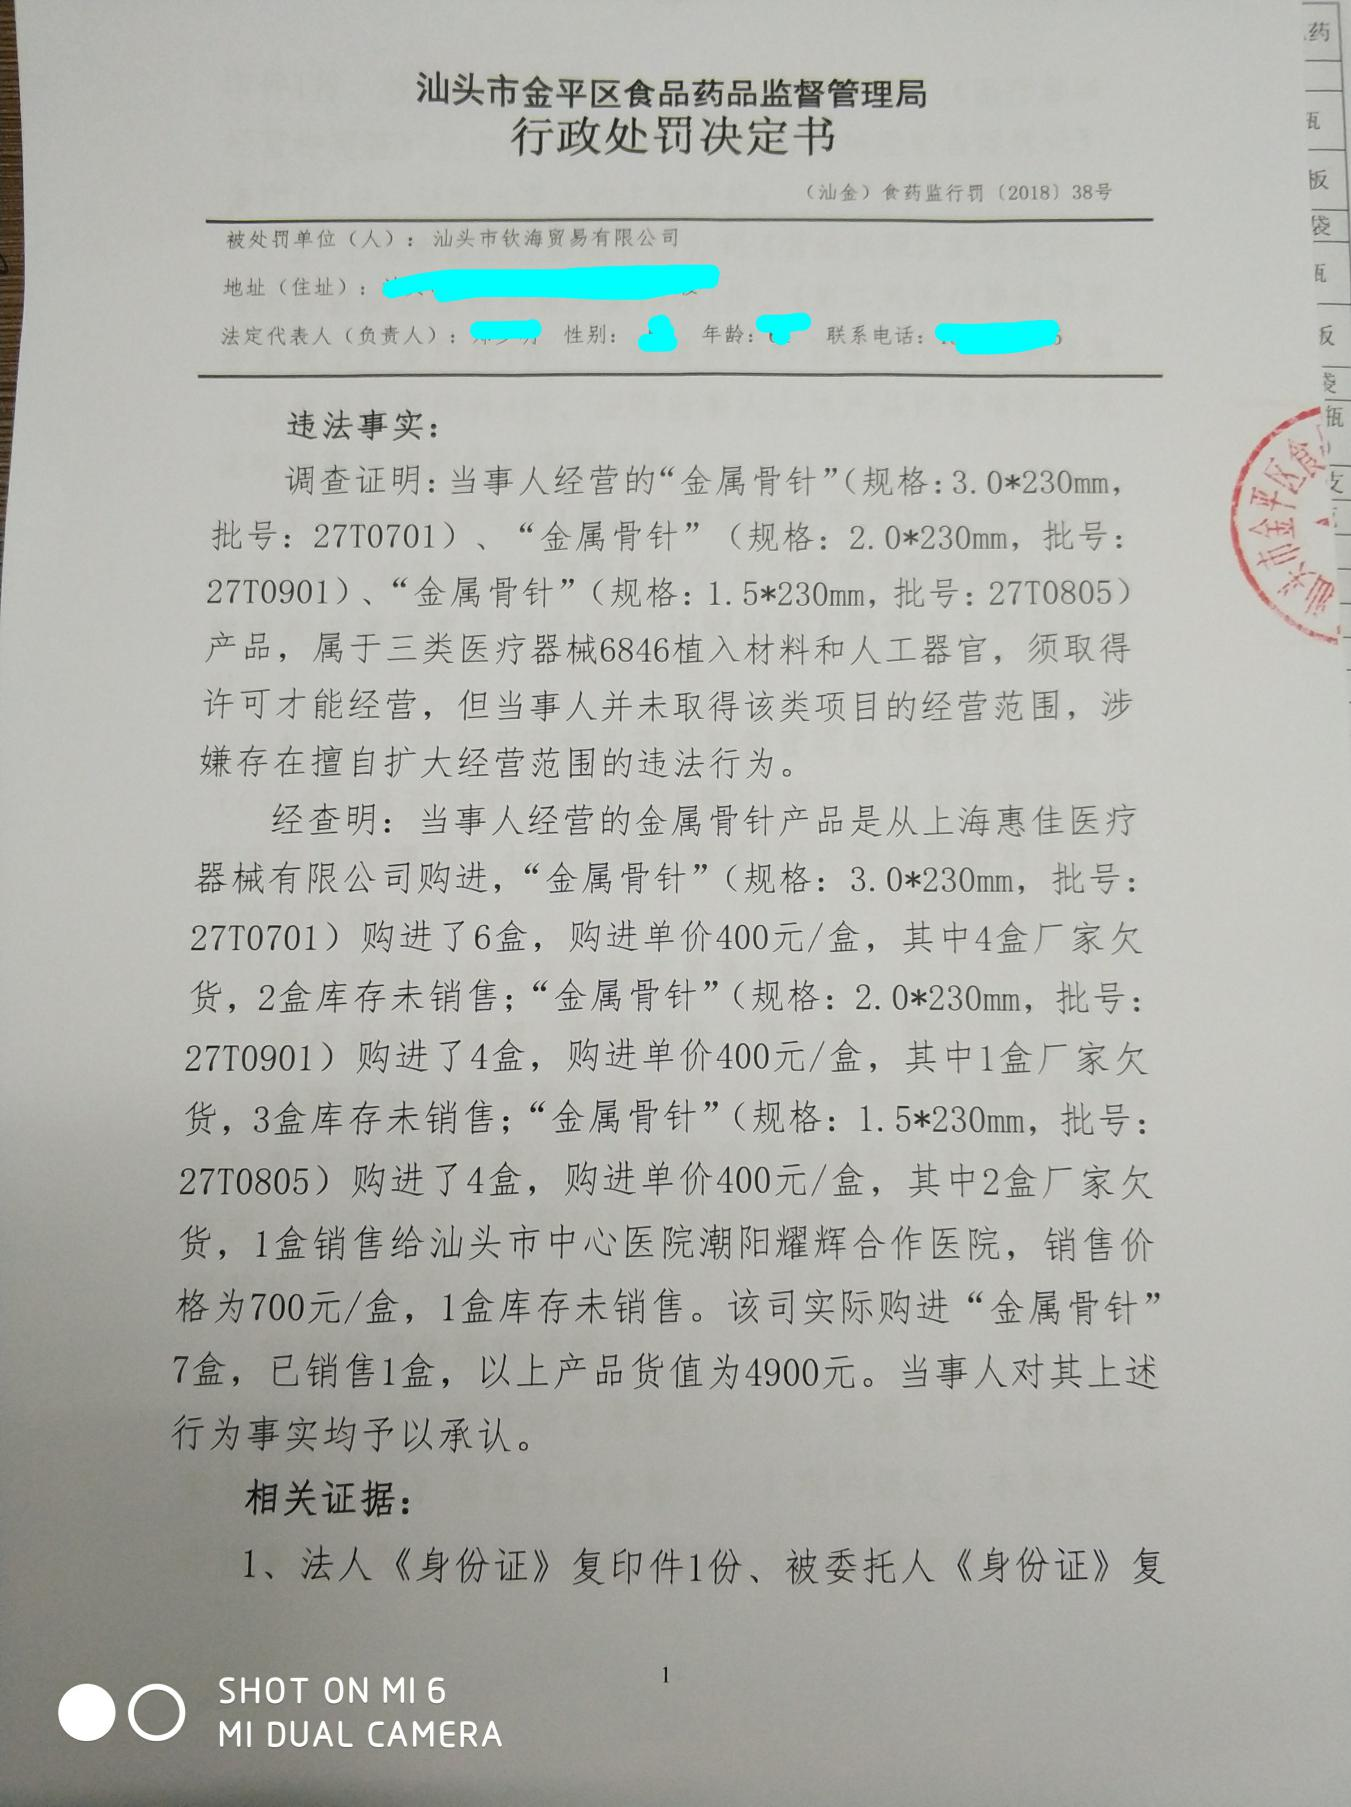 汕头市金平区食品药品监督管理局
行政处罚决定书
（汕金）食药监行罚〔2018〕38号
被处罚单位（人）：汕头市钦海贸易有限公司
地址（住址）：
法定代表人（负责人）： 性别： 年龄： 联系电话：
违法事实：
调查证明：当事人经营的“金属骨针”（规格：3.0*230mm，
批号：27T0701）、“金属骨针”（规格：2.0*230mm，批号：
27T0901）、“金属骨针”（规格：1.5*230mm，批号：27T0805）
产品，属于三类医疗器械6846植入材料和人工器官，须取得
许可才能经营，但当事人并未取得该类项目的经营范围，涉
嫌存在擅自扩大经营范围的违法行为。
经查明：当事人经营的金属骨针产品是从上海惠佳医疗
器械有限公司购进，“金属骨针”（规格：3.0*230mm，批号：
27T0701）购进了6盒，购进单价400元/盒，其中4盒厂家欠
货，2盒库存未销售；“金属骨针”（规格：2.0*230mm，批号：
27T0901）购进了4盒，购进单价400元/盒，其中1盒厂家欠
货，3盒库存未销售；“金属骨针”（规格：1.5*230mm，批号：
27T0805）购进了4盒，购进单价400元/盒，其中2盒厂家欠
货，1盒销售给汕头市中心医院潮阳耀辉合作医院，销售价
格为700元/盒，1盒库存未销售。该司实际购进“金属骨针”
7盒，已销售1盒，以上产品货值为4900元。当事人对其上述
行为事实均予以承认。
相关证据：
1、法人《身份证》复印件1份、被委托人《身份证》复
1
汕头市金平区食
药
瓦
板
袋
瓶
支
SHOT ON MI 6
MI DUAL CAMERA